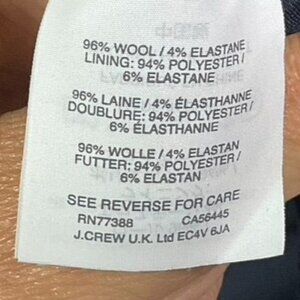 96% WOOL / 4% ELASTANE
LINING: 94% POLYESTER /
6% ELASTANE
96% LAINE / 4% ÉLASTHANNE
DOUBLURE: 94% POLYESTER /
6% ÉLASTHANNE
96% WOLLE / 4% ELASTAN
FUTTER: 94% POLYESTER /
6% ELASTAN
SEE REVERSE FOR CARE
RN77388 CA56445
J.CREW U.K. Ltd EC4V 6JA